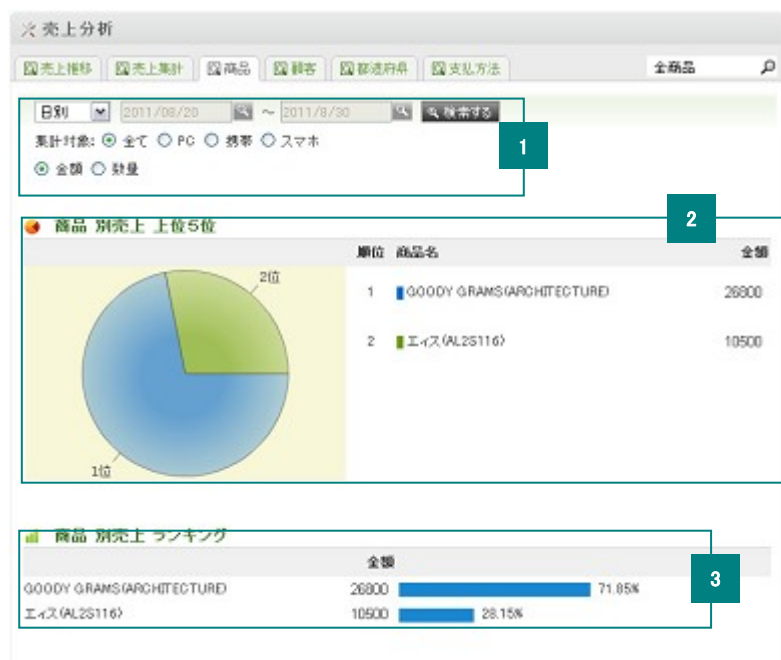 売上分析
売上推移 売上集計 商品 顧客 都道府県 支払方法 全商品
日別 2011/08/20 ～ 2011/8/30 検索する
集計対象: 全て PC 携帯 スマホ
1
金額 数量
2
商品 別売上 上位5位
順位 商品名 金額
2位
1 GOODY GRAMS(ARCHITECTURE) 26800
2 エィス(AL2S116) 10500
1位
商品 別売上 ランキング
金額
3
GOODY GRAMS(ARCHITECTURE) 26800 71.85%
エィス(AL2S116) 10500 28.15%